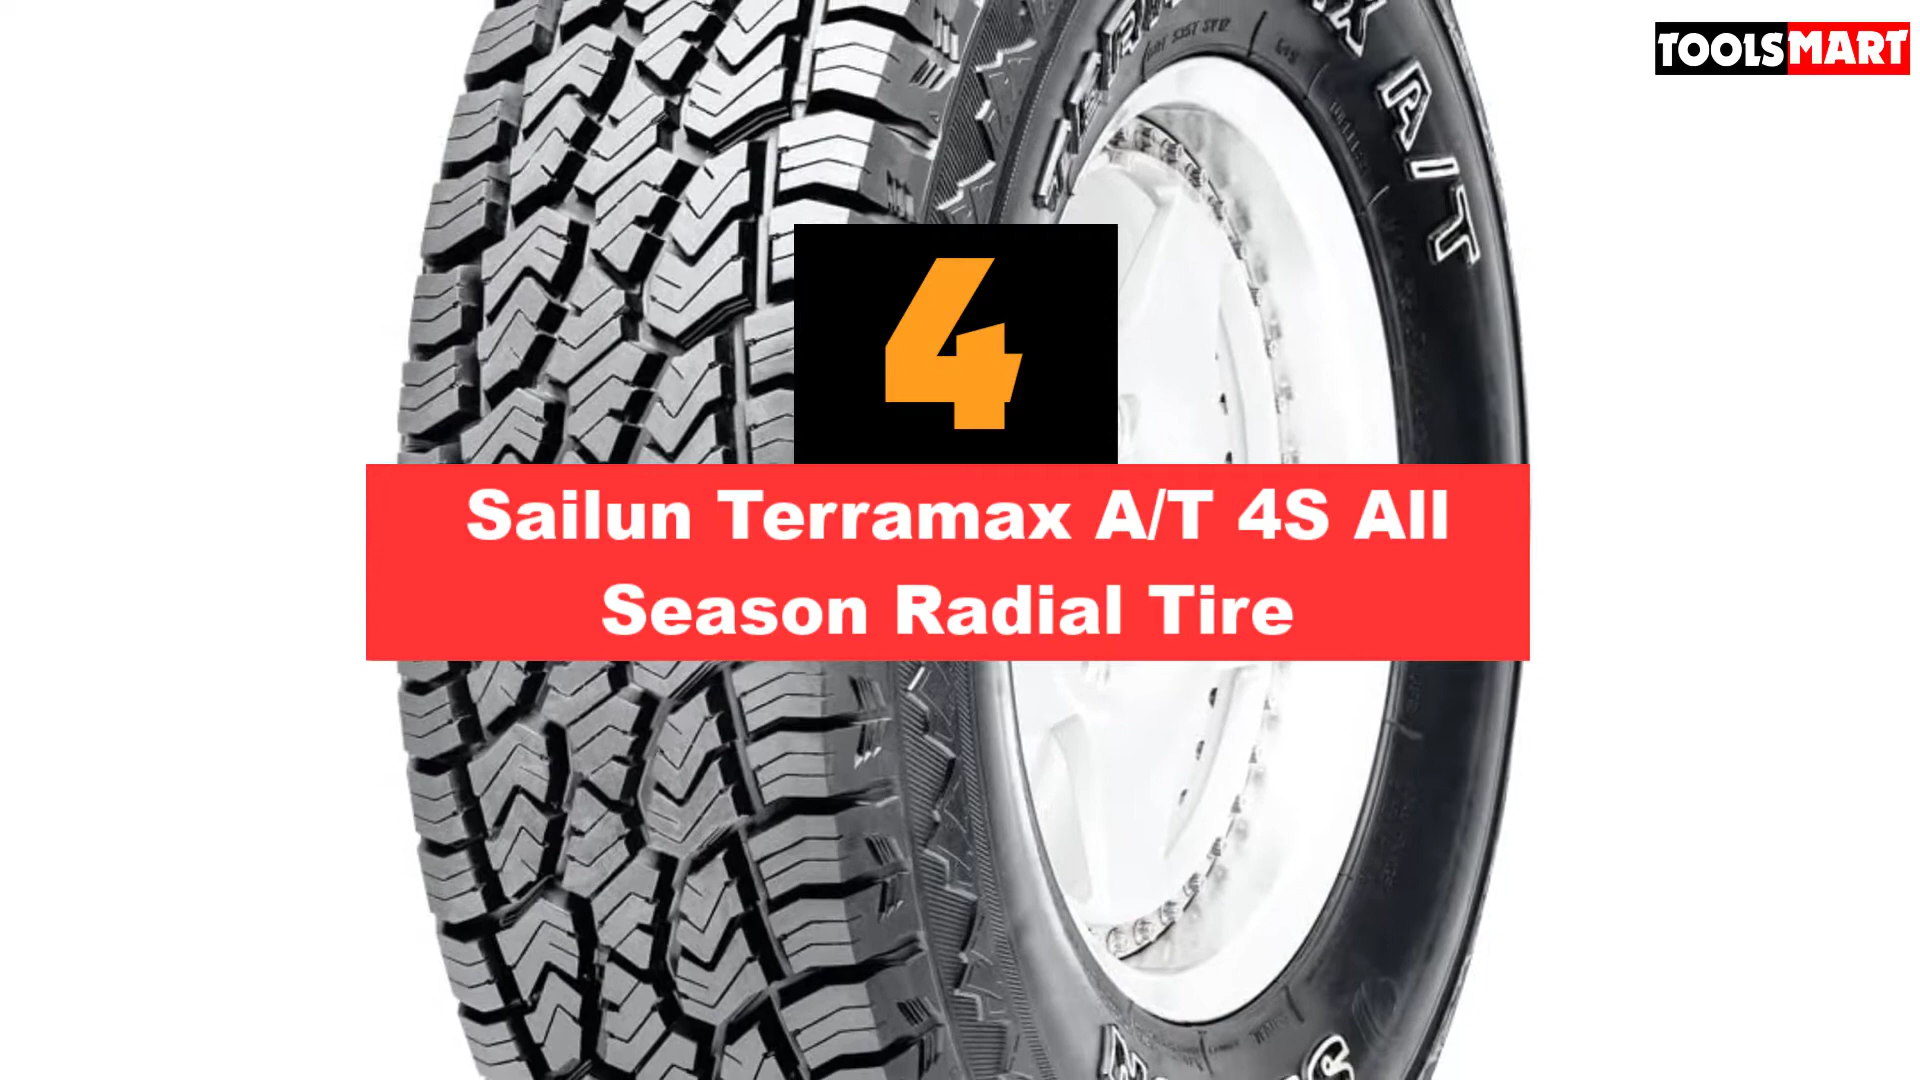 TOOLSMART
A/T
4
Sailun Terramax A/T 4S All
Season Radial Tire